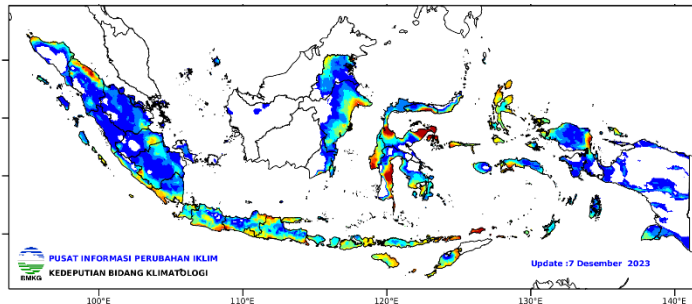 PUSAT INFORMASI PERUBAHAN IKLIM
KEDEPUTIAN BIDANG KLIMATOLOGI
BMKG
Update :7 Desember 2023
100°E
110°E
120°E
130°E
140°E